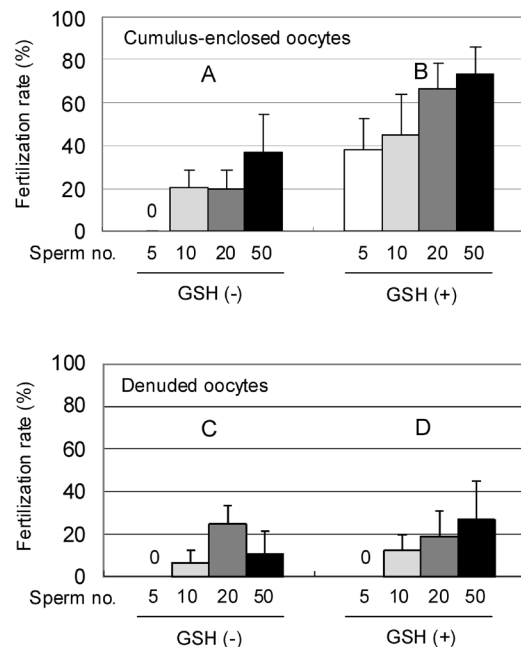 100
Cumulus-enclosed oocytes
80
A
B
60
40
20
0
0
Fertilization rate (%)
Sperm no. 5 10 20 50 5 10 20 50
GSH (-) GSH (+)
100
Denuded oocytes
80
C D
60
40
20
0 0
0
Fertilization rate (%)
Sperm no. 5 10 20 50 5 10 20 50
GSH (-) GSH (+)